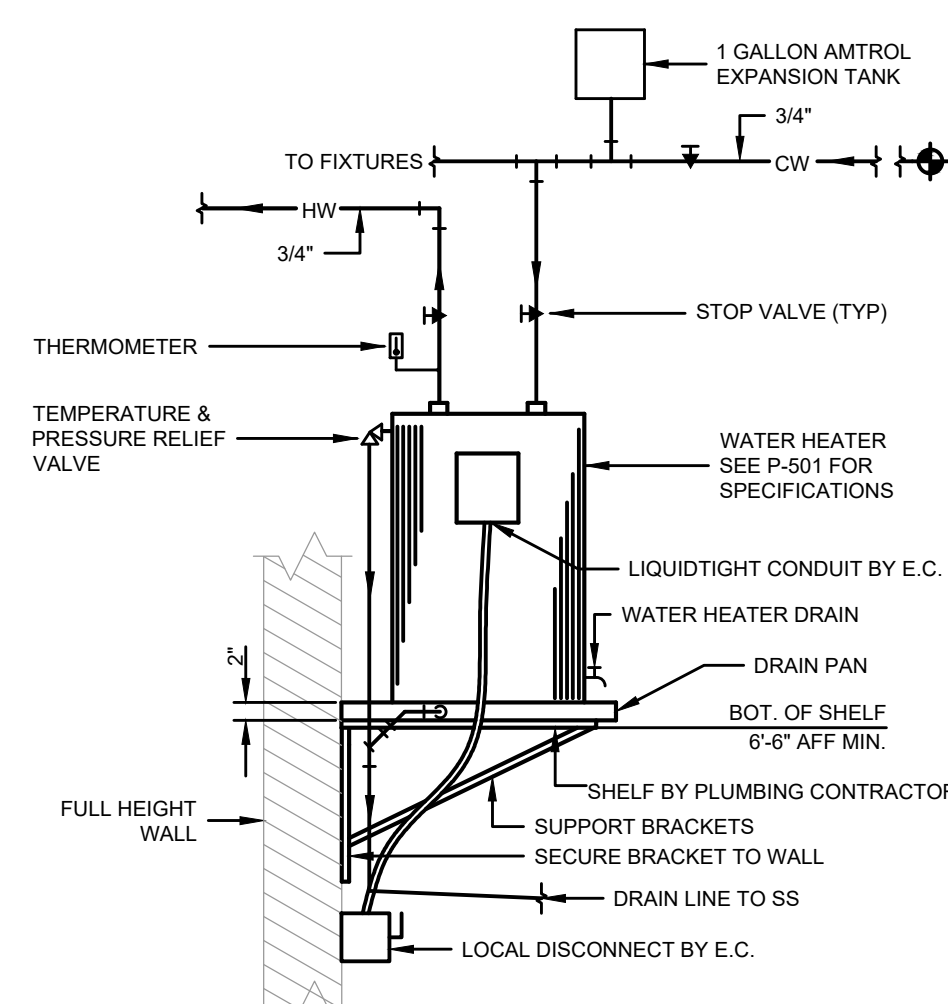 1 GALLON AMTROL
EXPANSION TANK
3/4"
TO FIXTURES
CW
HW
3/4"
STOP VALVE (TYP)
THERMOMETER
TEMPERATURE &
PRESSURE RELIEF
VALVE
WATER HEATER
SEE P-501 FOR
SPECIFICATIONS
LIQUIDTIGHT CONDUIT BY E.C.
WATER HEATER DRAIN
2"
DRAIN PAN
BOT. OF SHELF
6'-6" AFF MIN.
SHELF BY PLUMBING CONTRACTOR
FULL HEIGHT
WALL
SUPPORT BRACKETS
SECURE BRACKET TO WALL
DRAIN LINE TO SS
LOCAL DISCONNECT BY E.C.